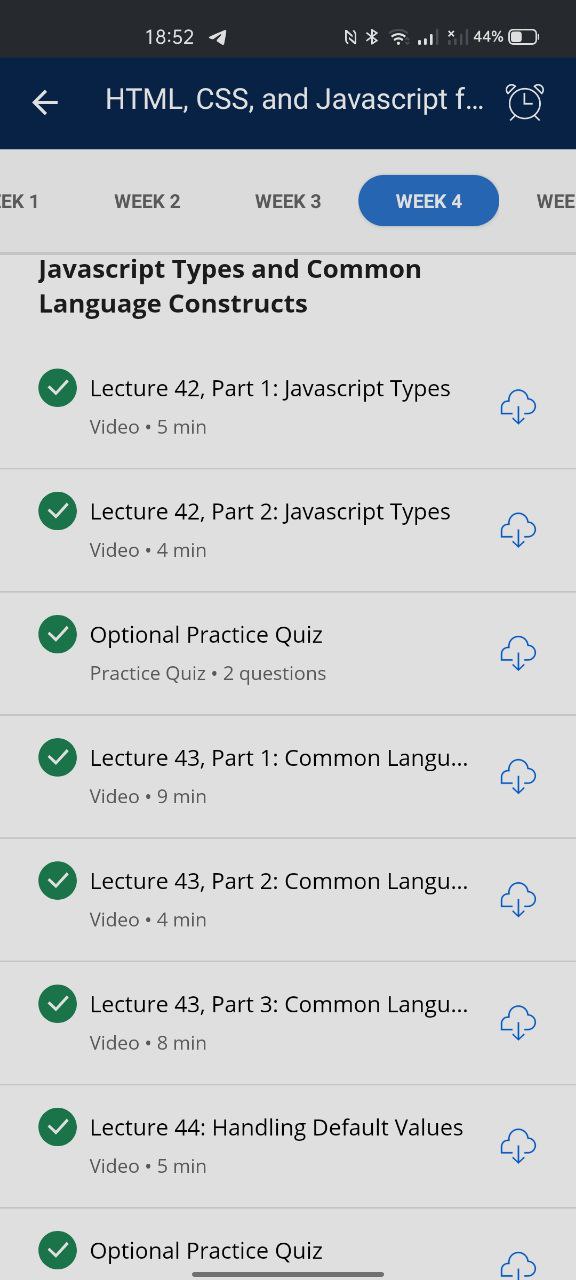 18:52
44%
HTML, CSS, and Javascript f...
EK 1 WEEK 2 WEEK 3 WEEK 4 WEE
Javascript Types and Common
Language Constructs
Lecture 42, Part 1: Javascript Types
Video • 5 min
Lecture 42, Part 2: Javascript Types
Video • 4 min
Optional Practice Quiz
Practice Quiz • 2 questions
Lecture 43, Part 1: Common Langu...
Video • 9 min
Lecture 43, Part 2: Common Langu...
Video • 4 min
Lecture 43, Part 3: Common Langu...
Video • 8 min
Lecture 44: Handling Default Values
Video • 5 min
Optional Practice Quiz